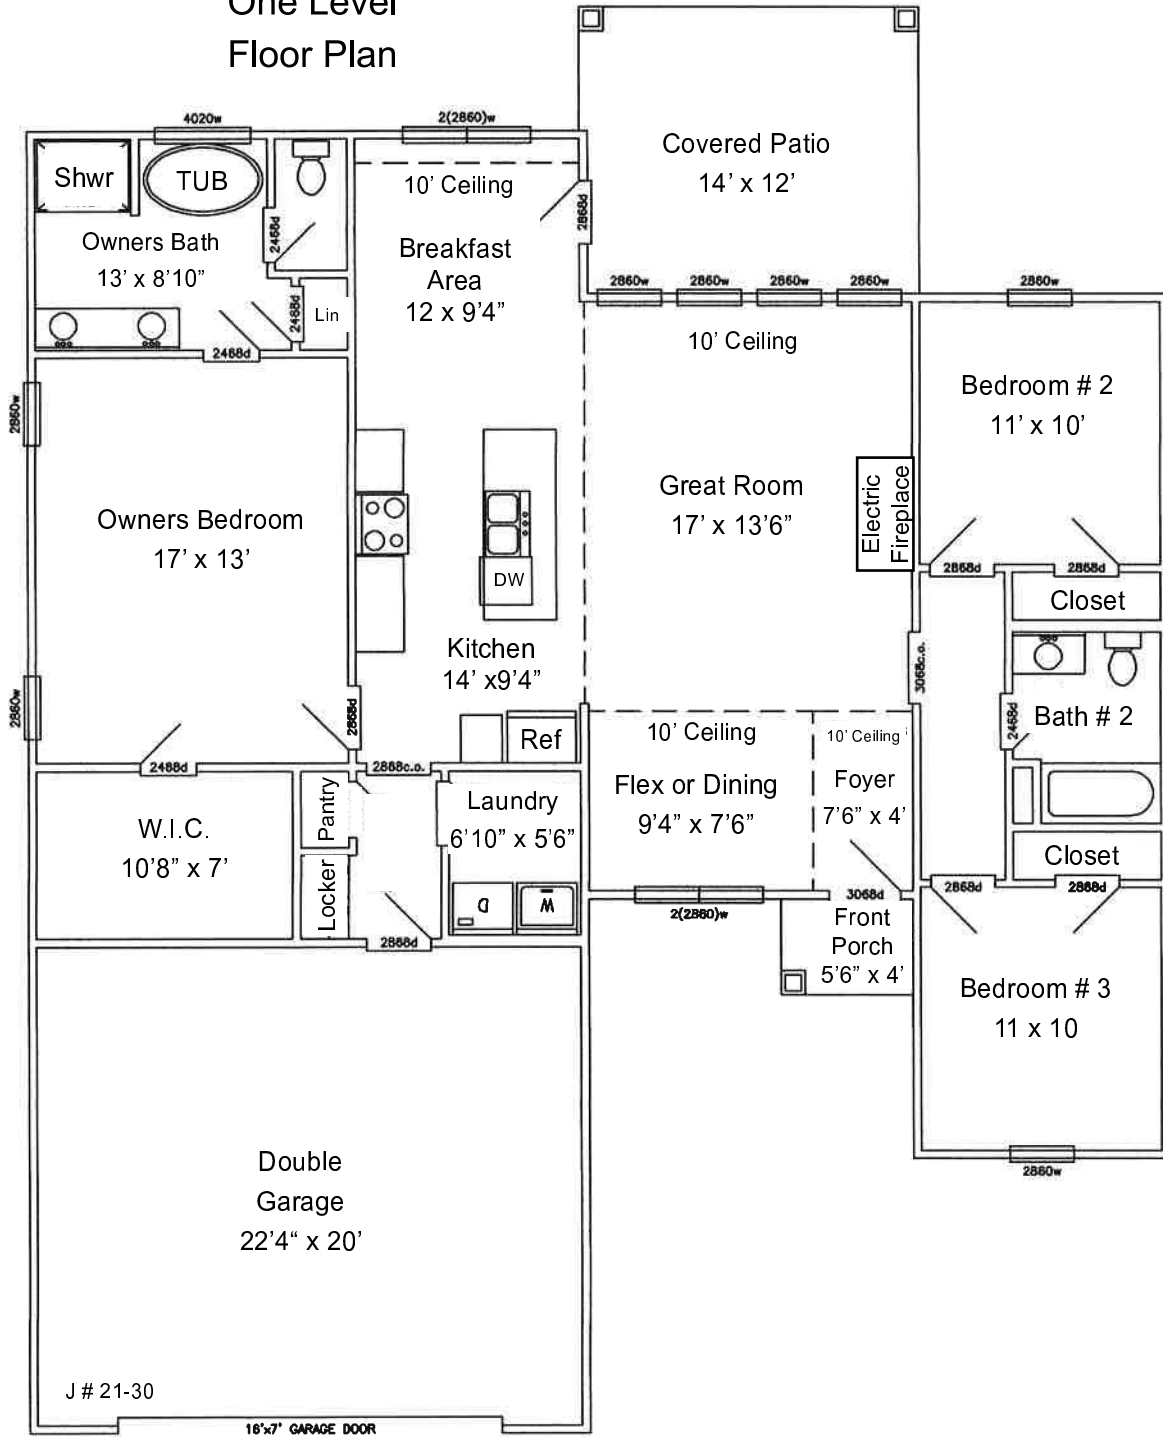 One Level
Floor Plan
4020w
2(2860)w
Covered Patio
14' x 12'
Shwr
TUB
10' Ceiling
2468d
2868d
Owners Bath
13' x 8'10"
Breakfast
Area
12 x 9'4"
2468d
Lin
2468d
2860w
2860w
2860w
2860w
2860w
10' Ceiling
Bedroom # 2
11' x 10'
2860w
Owners Bedroom
17' x 13'
Great Room
17' x 13'6"
Electric
Fireplace
DW
2868d
2868d
Closet
Kitchen
14' x9'4"
3068c.o.
2860w
2868d
2468d
Bath # 2
Ref
10' Ceiling
10' Ceiling
2468d
2868c.o.
Flex or Dining
9'4" x 7'6"
Foyer
7'6" x 4'
W.I.C.
10'8" x 7'
Pantry
Laundry
6'10" x 5'6"
Locker
D
W
Closet
2868d
2868d
3068d
2(2860)w
Front
Porch
5'6" x 4'
2868d
Bedroom # 3
11 x 10
2860w
Double
Garage
22'4" x 20'
J # 21-30
16'x7' GARAGE DOOR